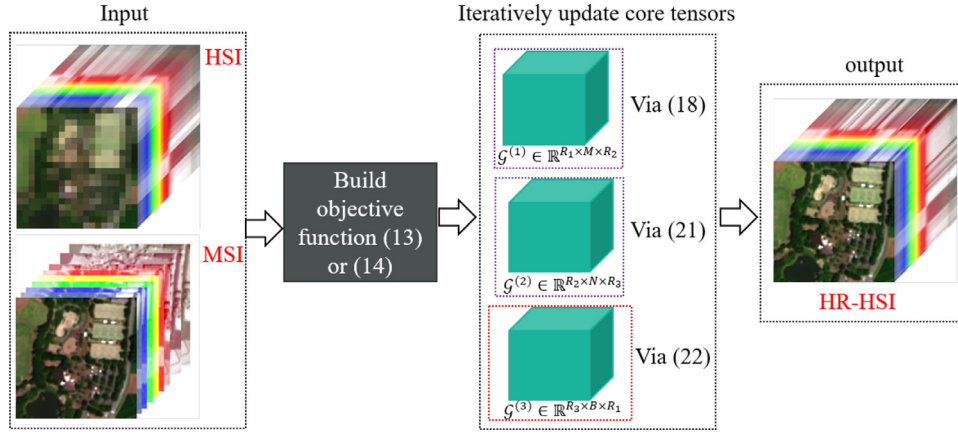 Input
HSI
MSI
Build
objective
function (13)
or (14)
Iteratively update core tensors
𝒢⁽¹⁾ ∈ ℝ^{R₁×M×R₂}
Via (18)
𝒢⁽²⁾ ∈ ℝ^{R₂×N×R₃}
Via (21)
𝒢⁽³⁾ ∈ ℝ^{R₃×B×R₁}
Via (22)
output
HR-HSI